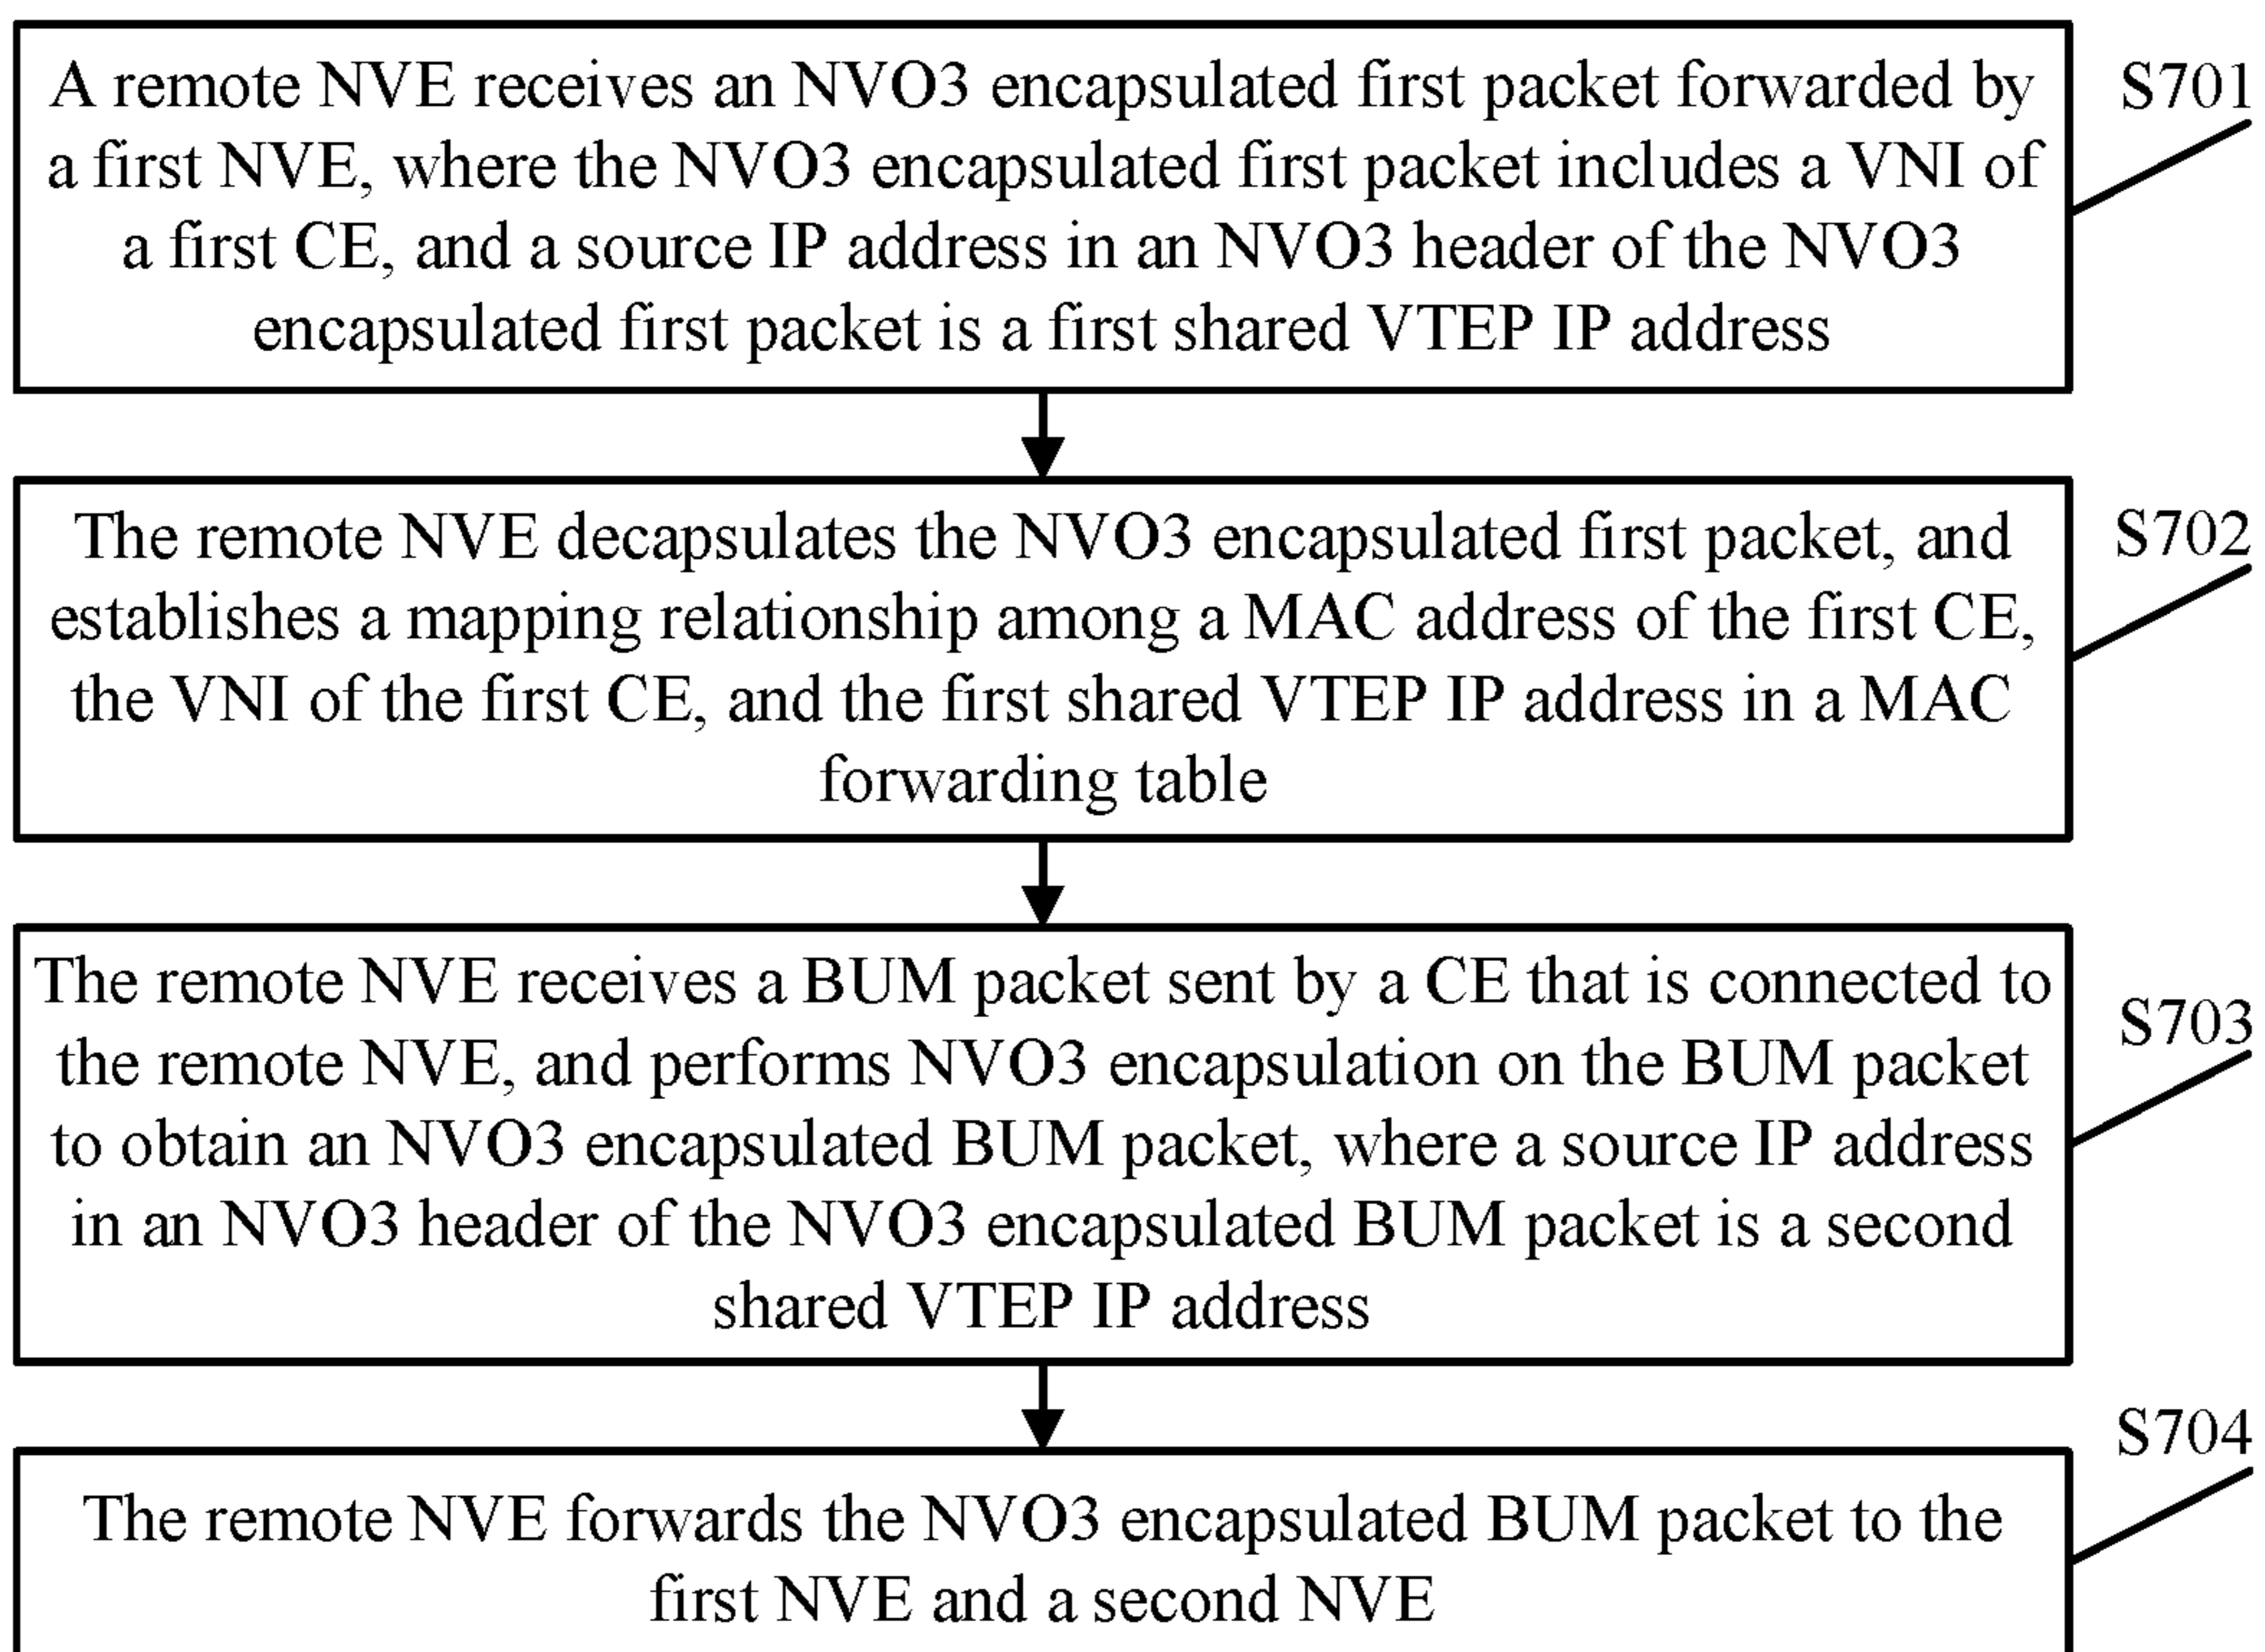 A remote NVE receives an NVO3 encapsulated first packet forwarded by
a first NVE, where the NVO3 encapsulated first packet includes a VNI of
a first CE, and a source IP address in an NVO3 header of the NVO3
encapsulated first packet is a first shared VTEP IP address
S701
The remote NVE decapsulates the NVO3 encapsulated first packet, and
establishes a mapping relationship among a MAC address of the first CE,
the VNI of the first CE, and the first shared VTEP IP address in a MAC
forwarding table
S702
The remote NVE receives a BUM packet sent by a CE that is connected to
the remote NVE, and performs NVO3 encapsulation on the BUM packet
to obtain an NVO3 encapsulated BUM packet, where a source IP address
in an NVO3 header of the NVO3 encapsulated BUM packet is a second
shared VTEP IP address
S703
The remote NVE forwards the NVO3 encapsulated BUM packet to the
first NVE and a second NVE
S704